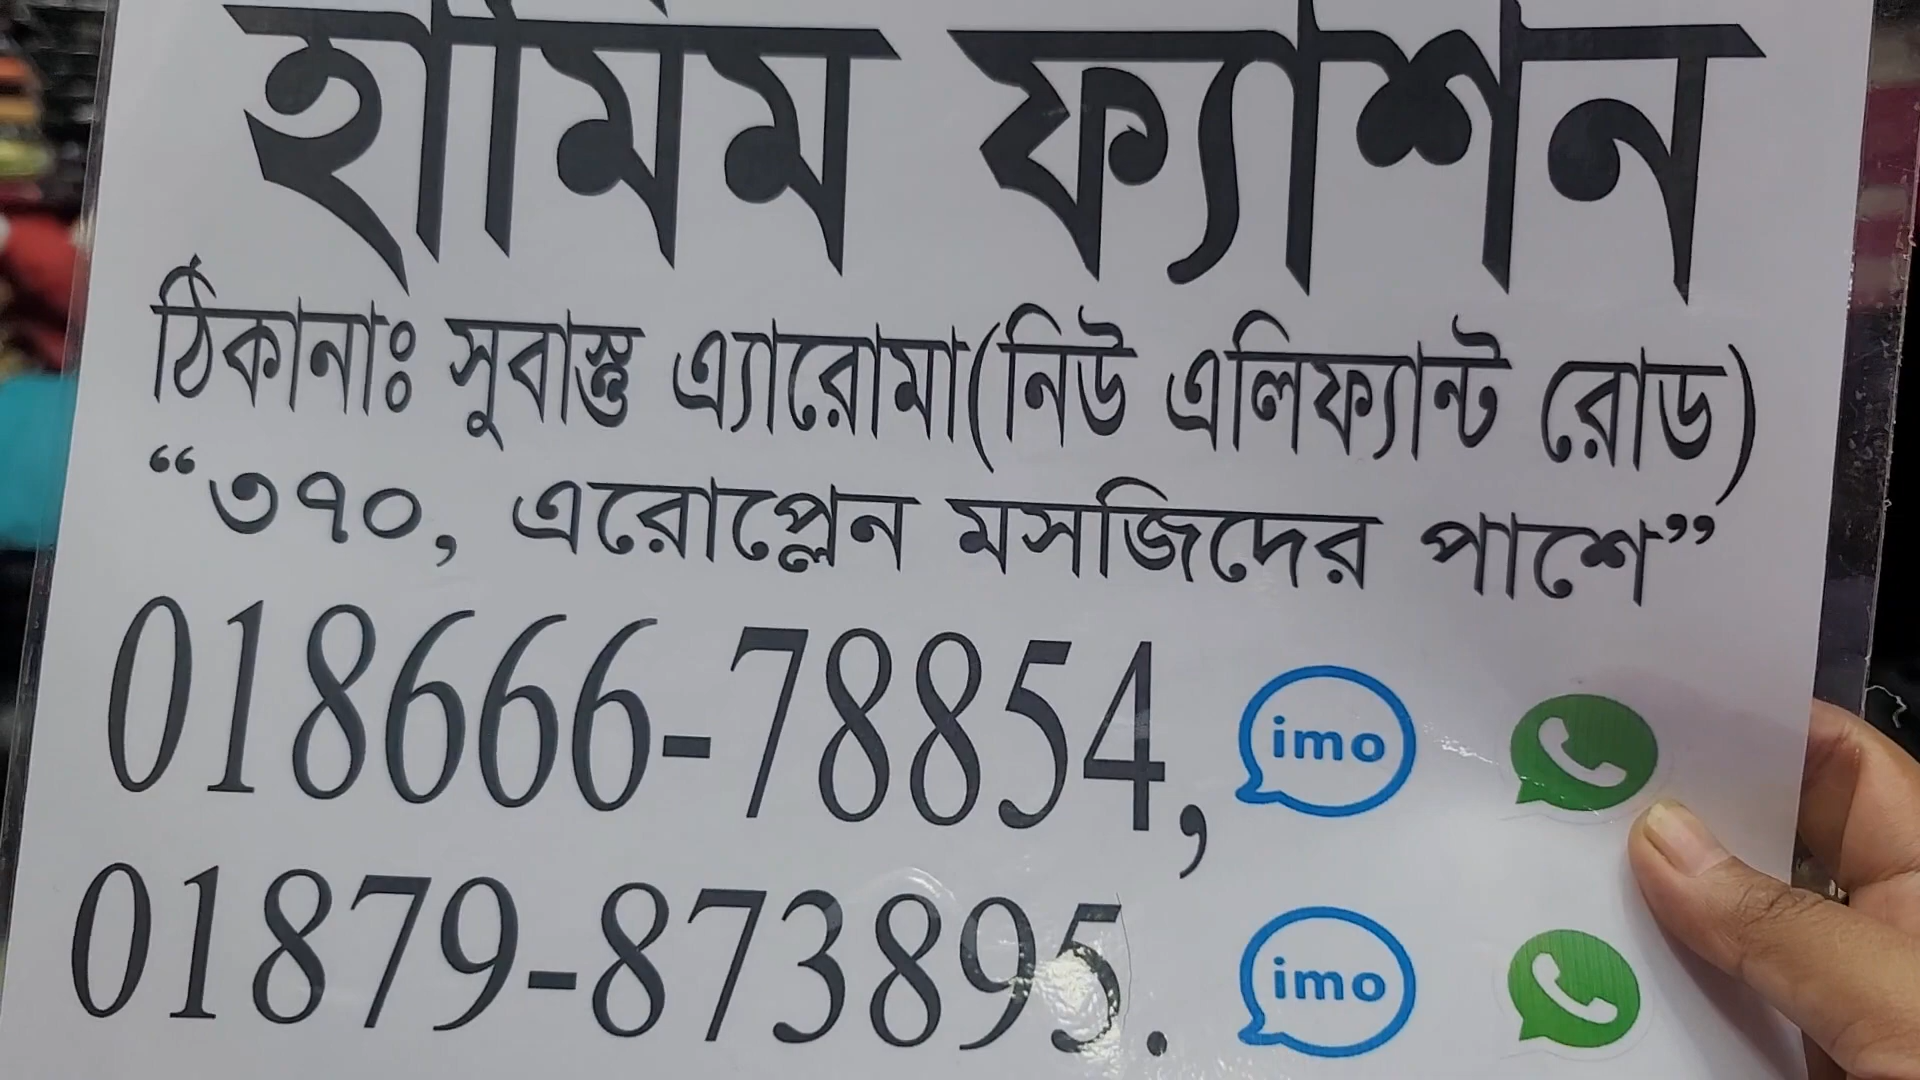 হামিম ফ্যাশন
ঠিকানাঃ সুবাস্তু এ্যারোমা(নিউ এলিফ্যান্ট রোড)
“৩৭০, এরোপ্লেন মসজিদের পাশে”
018666-78854, imo
01879-873895. imo